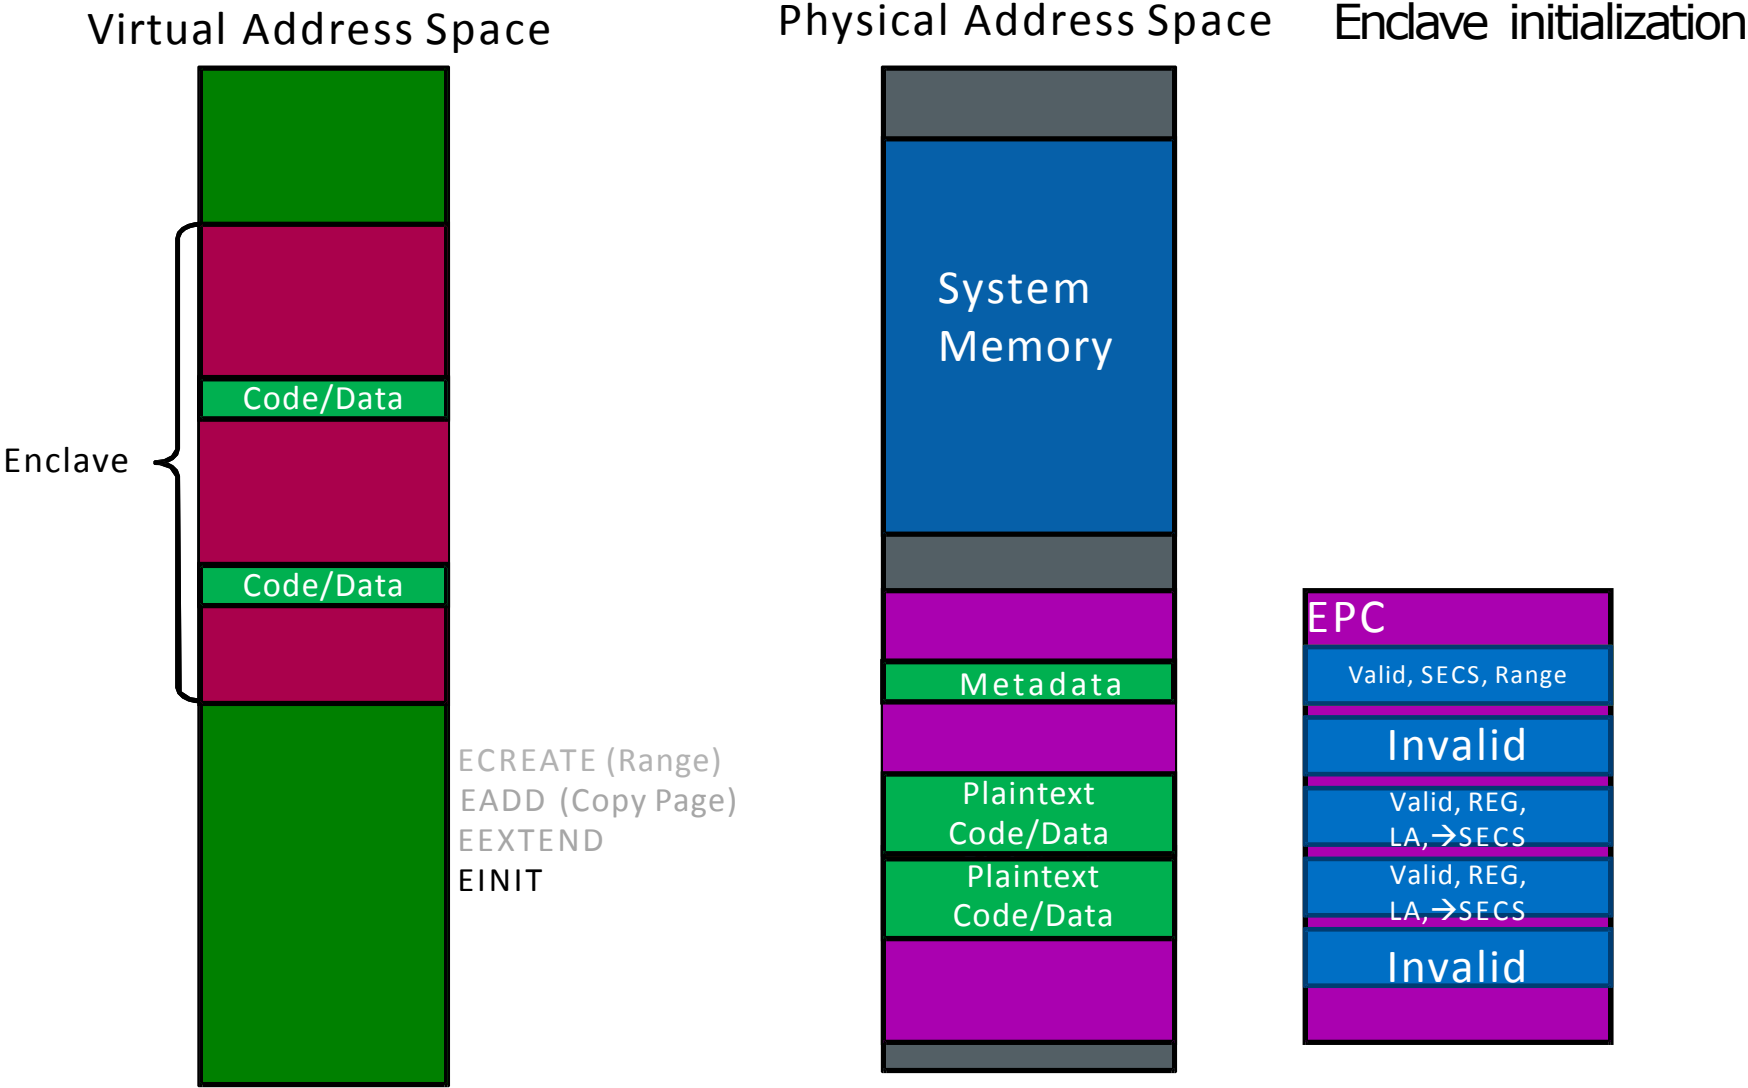 Virtual Address Space
Physical Address Space
Enclave initialization
Enclave
Code/Data
Code/Data
ECREATE (Range)
EADD (Copy Page)
EEXTEND
EINIT
System
Memory
Metadata
Plaintext
Code/Data
Plaintext
Code/Data
EPC
Valid, SECS, Range
Invalid
Valid, REG,
LA,→SECS
Valid, REG,
LA,→SECS
Invalid